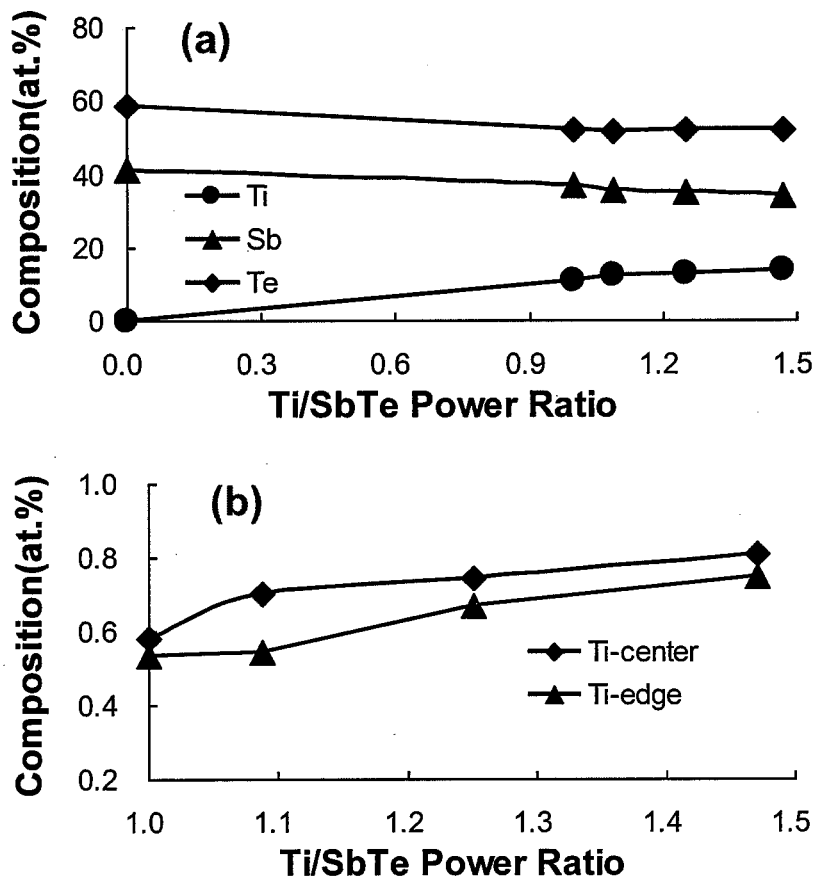 (a)
Composition(at.%)
80
60
40
20
0
Ti
Sb
Te
0.0 0.3 0.6 0.9 1.2 1.5
Ti/SbTe Power Ratio
(b)
Composition(at.%)
1.0
0.8
0.6
0.4
0.2
Ti-center
Ti-edge
1.0 1.1 1.2 1.3 1.4 1.5
Ti/SbTe Power Ratio